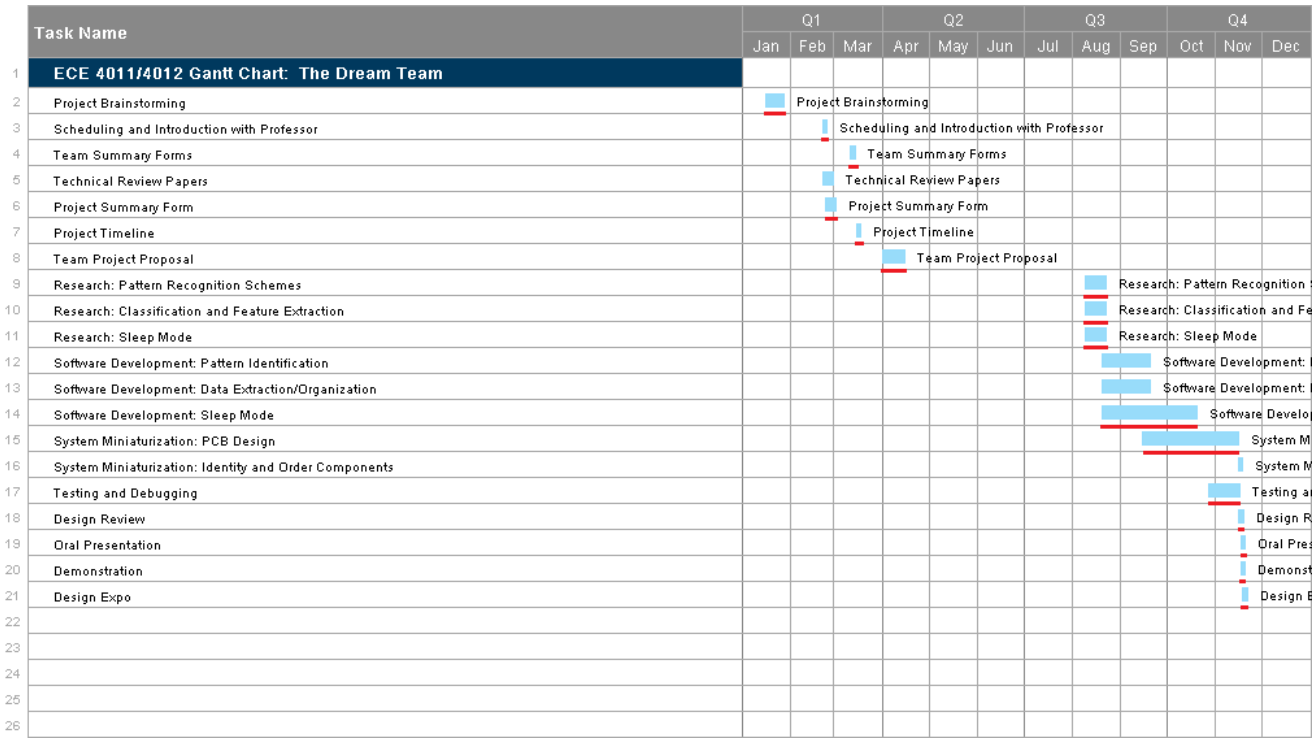 Task Name
Q1 Q2 Q3 Q4
Jan Feb Mar Apr May Jun Jul Aug Sep Oct Nov Dec
1 ECE 4011/4012 Gantt Chart: The Dream Team
2 Project Brainstorming Project Brainstorming
3 Scheduling and Introduction with Professor Scheduling and Introduction with Professor
4 Team Summary Forms Team Summary Forms
5 Technical Review Papers Technical Review Papers
6 Project Summary Form Project Summary Form
7 Project Timeline Project Timeline
8 Team Project Proposal Team Project Proposal
9 Research: Pattern Recognition Schemes Research: Pattern Recognition
10 Research: Classification and Feature Extraction Research: Classification and Fe
11 Research: Sleep Mode Research: Sleep Mode
12 Software Development: Pattern Identification Software Development:
13 Software Development: Data Extraction/Organization Software Development:
14 Software Development: Sleep Mode Software Develop
15 System Miniaturization: PCB Design System M
16 System Miniaturization: Identity and Order Components System M
17 Testing and Debugging Testing a
18 Design Review Design R
19 Oral Presentation Oral Pres
20 Demonstration Demonst
21 Design Expo Design E
22
23
24
25
26